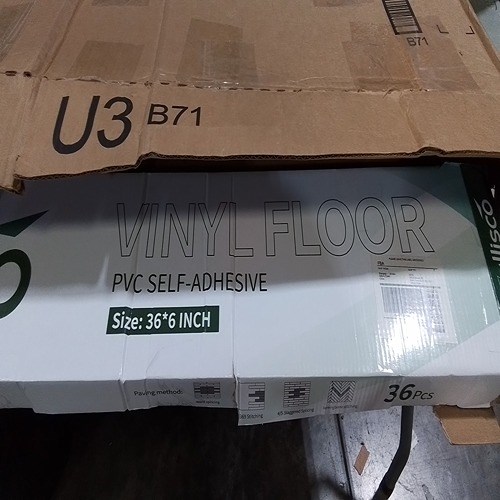 B71
U3 B71
VINYL FLOOR
PVC SELF-ADHESIVE
Size: 36*6 INCH
Paving method:
36Pcs